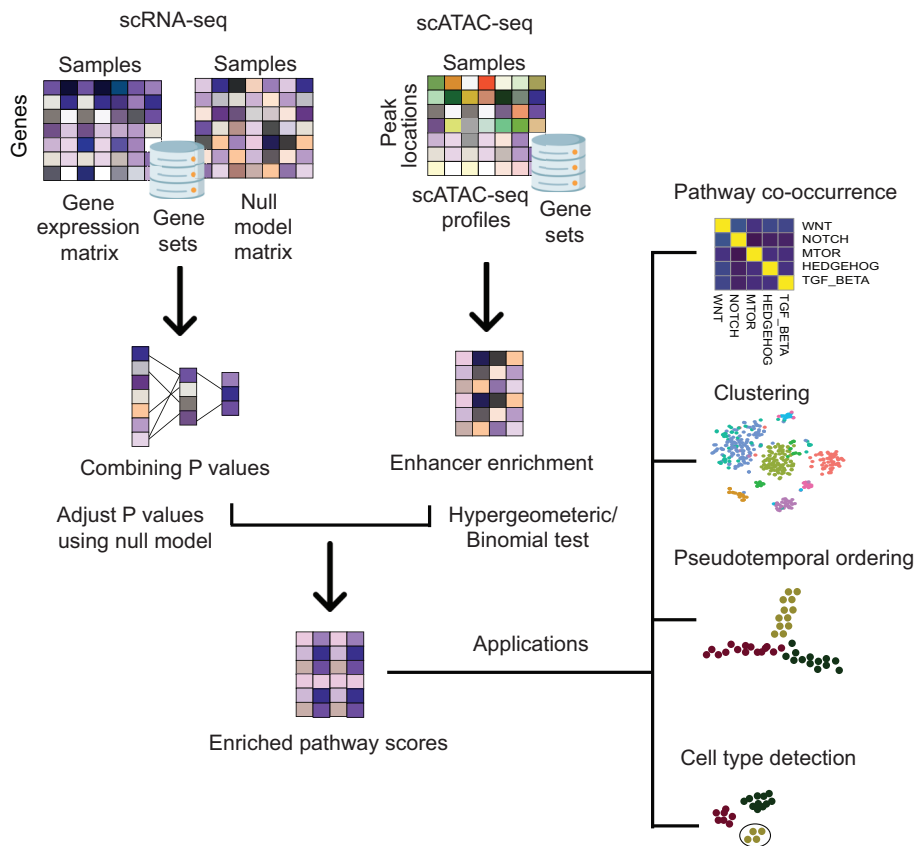 scRNA-seq
scATAC-seq
Samples
Samples
Samples
Genes
Peak
locations
Gene
expression
matrix
Gene
sets
Null
model
matrix
scATAC-seq
profiles
Gene
sets
Combining P values
Enhancer enrichment
Adjust P values
using null model
Hypergeometeric/
Binomial test
Enriched pathway scores
Applications
Pathway co-occurrence
WNT
NOTCH
MTOR
HEDGEHOG
TGF_BETA
WNT
NOTCH
MTOR
HEDGEHOG
TGF_BETA
Clustering
Pseudotemporal ordering
Cell type detection